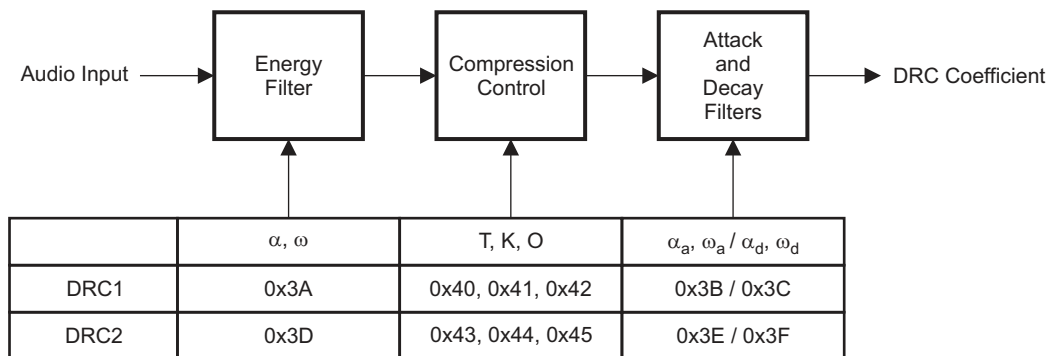 Audio Input
Energy
Filter
Compression
Control
Attack
and
Decay
Filters
DRC Coefficient
α, ω
T, K, O
αa, ωa / αd, ωd
DRC1
0x3A
0x40, 0x41, 0x42
0x3B / 0x3C
DRC2
0x3D
0x43, 0x44, 0x45
0x3E / 0x3F